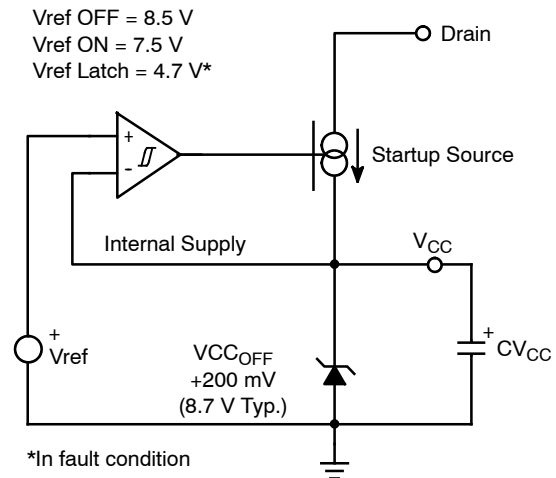 Vref OFF = 8.5 V
Vref ON = 7.5 V
Vref Latch = 4.7 V*
Drain
+
-
Startup Source
Internal Supply
VCC
+
Vref
VCCOFF
+200 mV
(8.7 V Typ.)
+
CVCC
*In fault condition